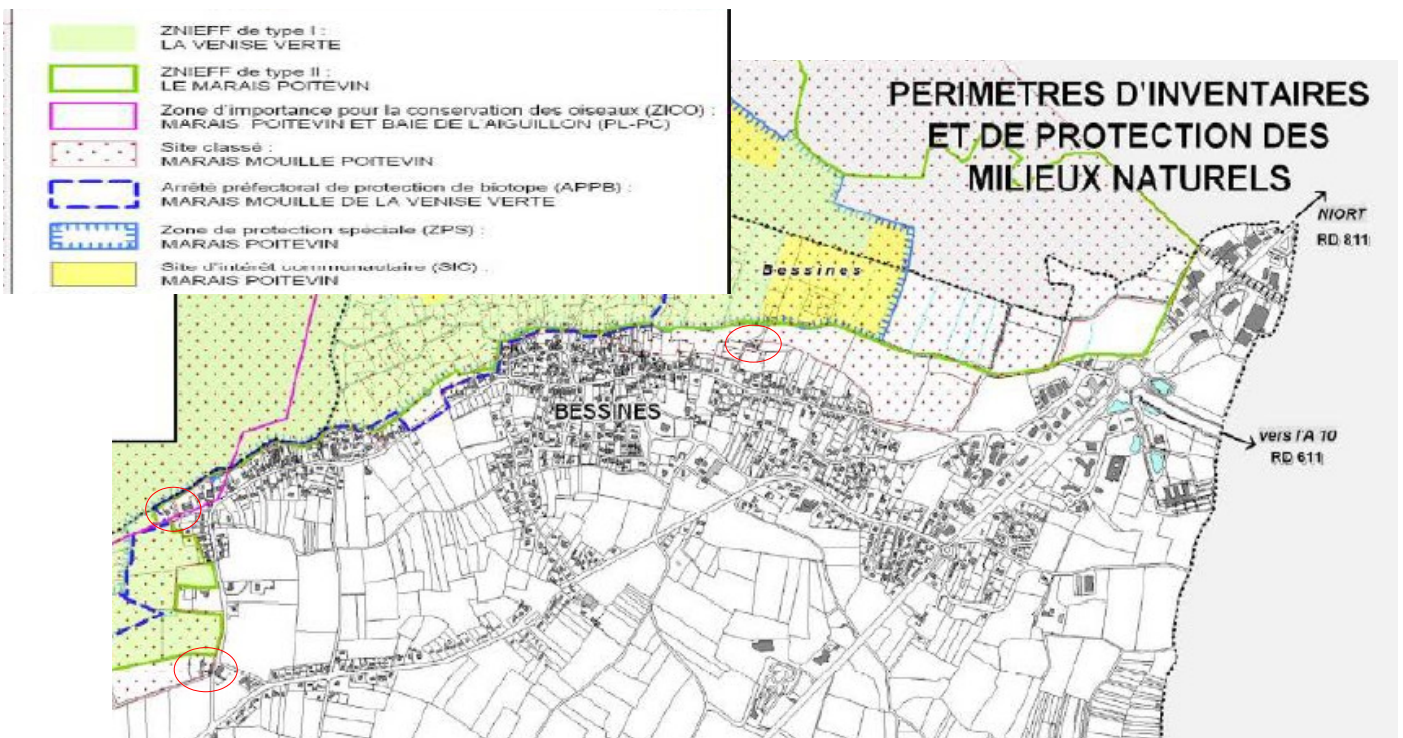 ZNIEFF de type I :
LA VENISE VERTE
ZNIEFF de type II :
LE MARAIS POITEVIN
Zone d'importance pour la conservation des oiseaux (ZICO) :
MARAIS POITEVIN ET BAIE DE L'AIGUILLON (PL-PC)
Site classé :
MARAIS MOUILLE POITEVIN
Arrêté préfectoral de protection de biotope (APPB) :
MARAIS MOUILLE DE LA VENISE VERTE
Zone de protection spéciale (ZPS) :
MARAIS POITEVIN
Site d'intérêt communautaire (SIC) :
MARAIS POITEVIN
PERIMETRES D'INVENTAIRES
ET DE PROTECTION DES
MILIEUX NATURELS
NIORT
RD 811
Bessines
BESSINES
vers l'A 10
RD 611